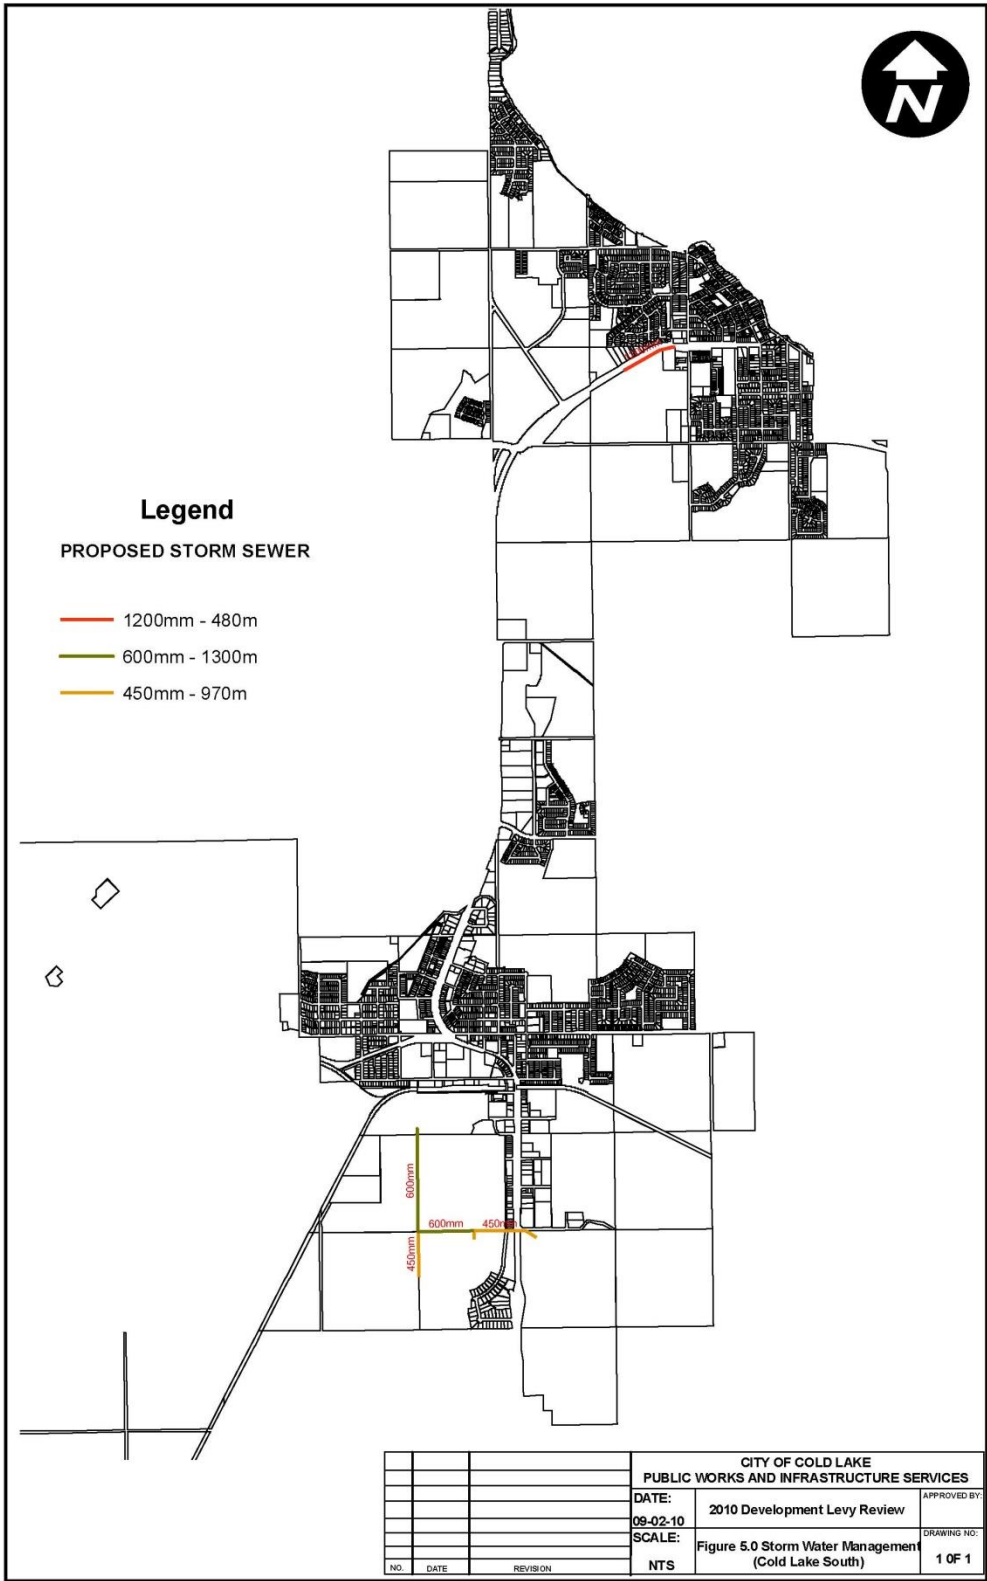 N
Legend
PROPOSED STORM SEWER
1200mm - 480m
600mm - 1300m
450mm - 970m
600mm
600mm
450mm
450mm
CITY OF COLD LAKE
PUBLIC WORKS AND INFRASTRUCTURE SERVICES
DATE:
09-02-10
2010 Development Levy Review
APPROVED BY:
SCALE:
NTS
Figure 5.0 Storm Water Management
(Cold Lake South)
DRAWING NO:
1 OF 1
NO.
DATE
REVISION